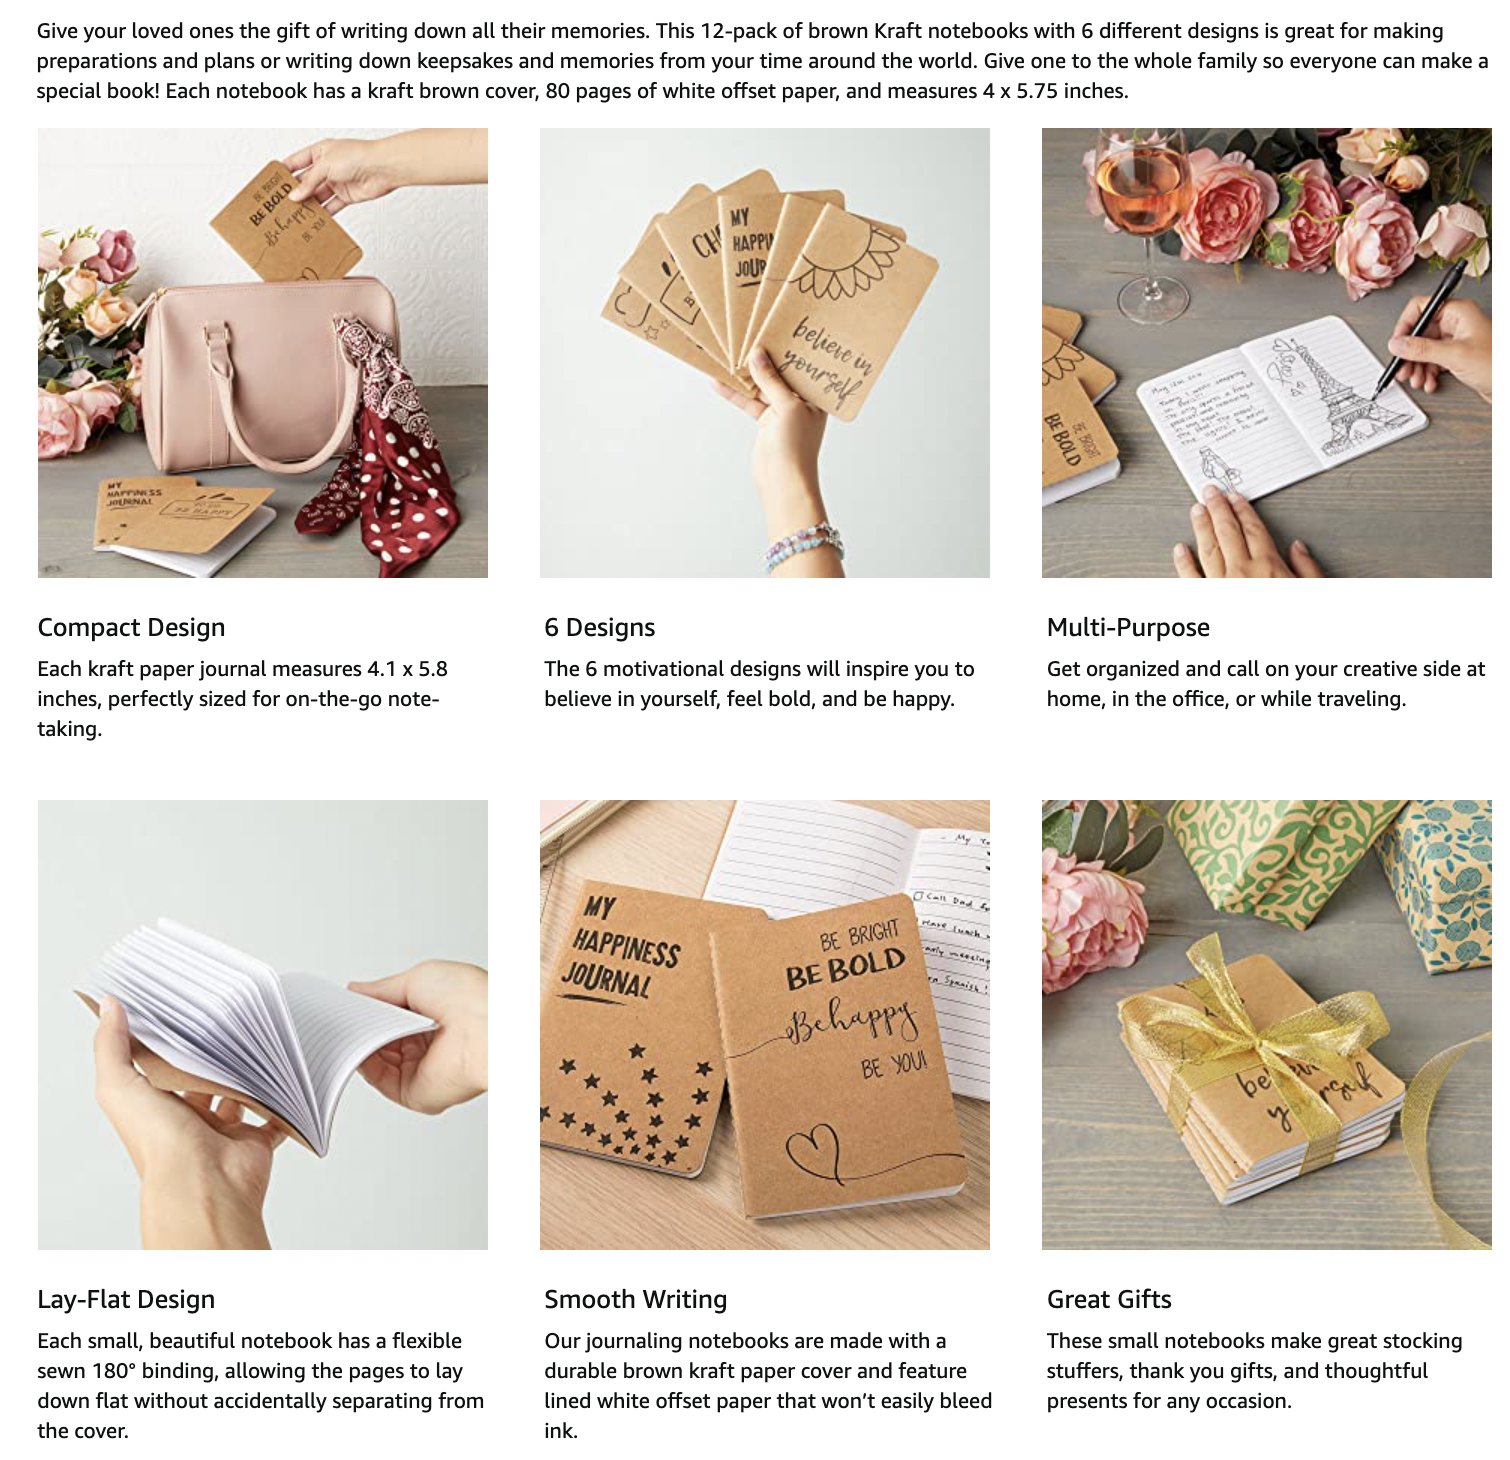 Give your loved ones the gift of writing down all their memories. This 12-pack of brown Kraft notebooks with 6 different designs is great for making
preparations and plans or writing down keepsakes and memories from your time around the world. Give one to the whole family so everyone can make a
special book! Each notebook has a kraft brown cover, 80 pages of white offset paper, and measures 4 x 5.75 inches.
BE BRIGHT
BE BOLD
Be happy
BE YOU
MY
HAPPINESS
JOURNAL
BE HAPPY
CH
MY
HAPPIN
JOUR
believe in
yourself
Paris
BE BRIGHT
BE BOLD
Compact Design
Each kraft paper journal measures 4.1 x 5.8
inches, perfectly sized for on-the-go note-
taking.
6 Designs
The 6 motivational designs will inspire you to
believe in yourself, feel bold, and be happy.
Multi-Purpose
Get organized and call on your creative side at
home, in the office, or while traveling.
MY
HAPPINESS
JOURNAL
BE BRIGHT
BE BOLD
Be happy
BE YOU!
- My To
Call Dad
Have lunch
Spanish!
be
yourself
Lay-Flat Design
Each small, beautiful notebook has a flexible
sewn 180° binding, allowing the pages to lay
down flat without accidentally separating from
the cover.
Smooth Writing
Our journaling notebooks are made with a
durable brown kraft paper cover and feature
lined white offset paper that won’t easily bleed
ink.
Great Gifts
These small notebooks make great stocking
stuffers, thank you gifts, and thoughtful
presents for any occasion.